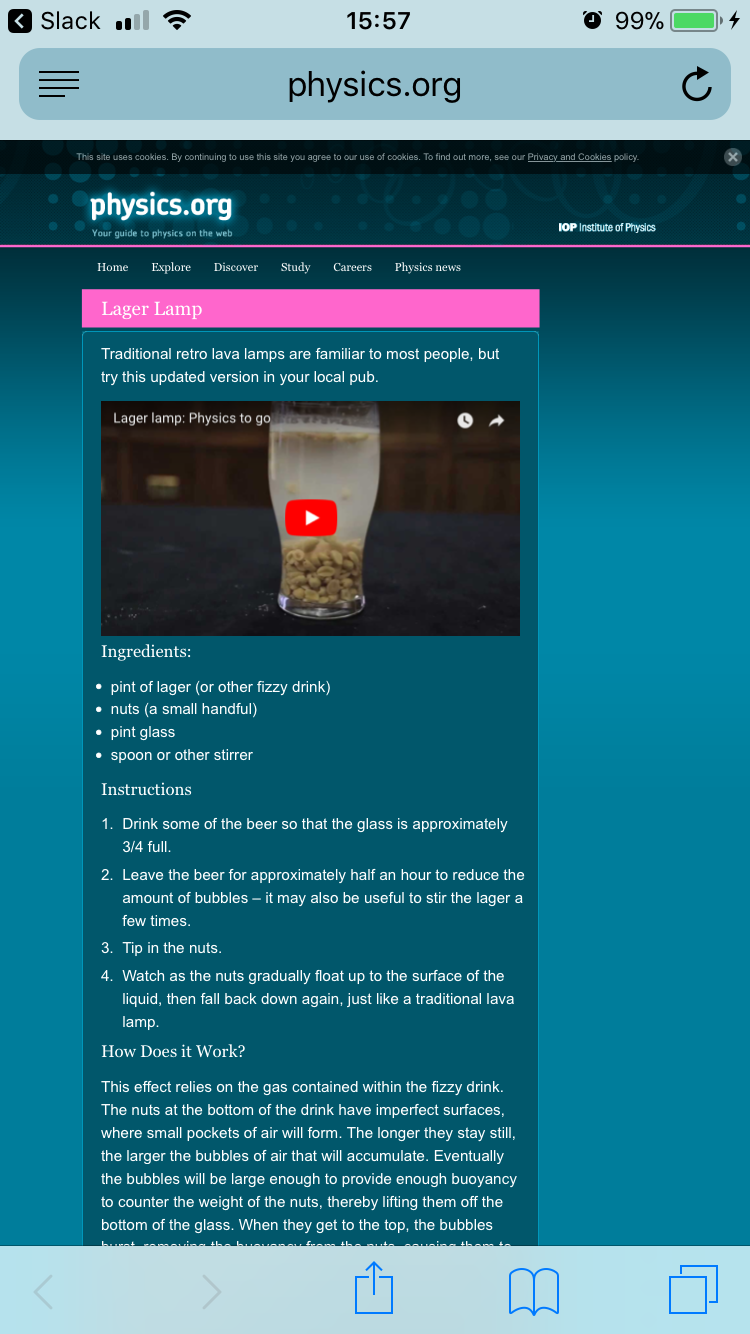 Slack 15:57 99%
physics.org
This site uses cookies. By continuing to use this site you agree to our use of cookies. To find out more, see our Privacy and Cookies policy.
physics.org
Your guide to physics on the web
IOP Institute of Physics
Home Explore Discover Study Careers Physics news
Lager Lamp
Traditional retro lava lamps are familiar to most people, but
try this updated version in your local pub.
Lager lamp: Physics to go
Ingredients:
• pint of lager (or other fizzy drink)
• nuts (a small handful)
• pint glass
• spoon or other stirrer
Instructions
1. Drink some of the beer so that the glass is approximately
3/4 full.
2. Leave the beer for approximately half an hour to reduce the
amount of bubbles – it may also be useful to stir the lager a
few times.
3. Tip in the nuts.
4. Watch as the nuts gradually float up to the surface of the
liquid, then fall back down again, just like a traditional lava
lamp.
How Does it Work?
This effect relies on the gas contained within the fizzy drink.
The nuts at the bottom of the drink have imperfect surfaces,
where small pockets of air will form. The longer they stay still,
the larger the bubbles of air that will accumulate. Eventually
the bubbles will be large enough to provide enough buoyancy
to counter the weight of the nuts, thereby lifting them off the
bottom of the glass. When they get to the top, the bubbles
burst, removing the buoyancy from the nuts, causing them to